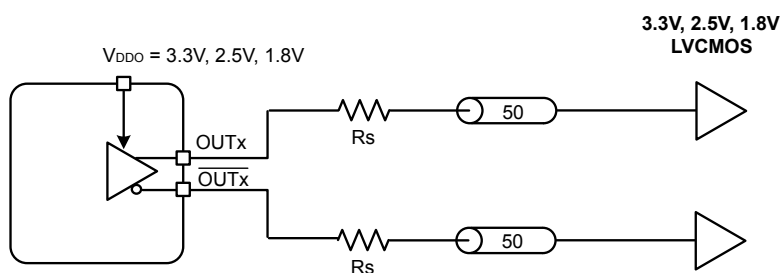 3.3V, 2.5V, 1.8V
LVCMOS
VDDO = 3.3V, 2.5V, 1.8V
50
Rs
OUTx
OUTx
50
Rs